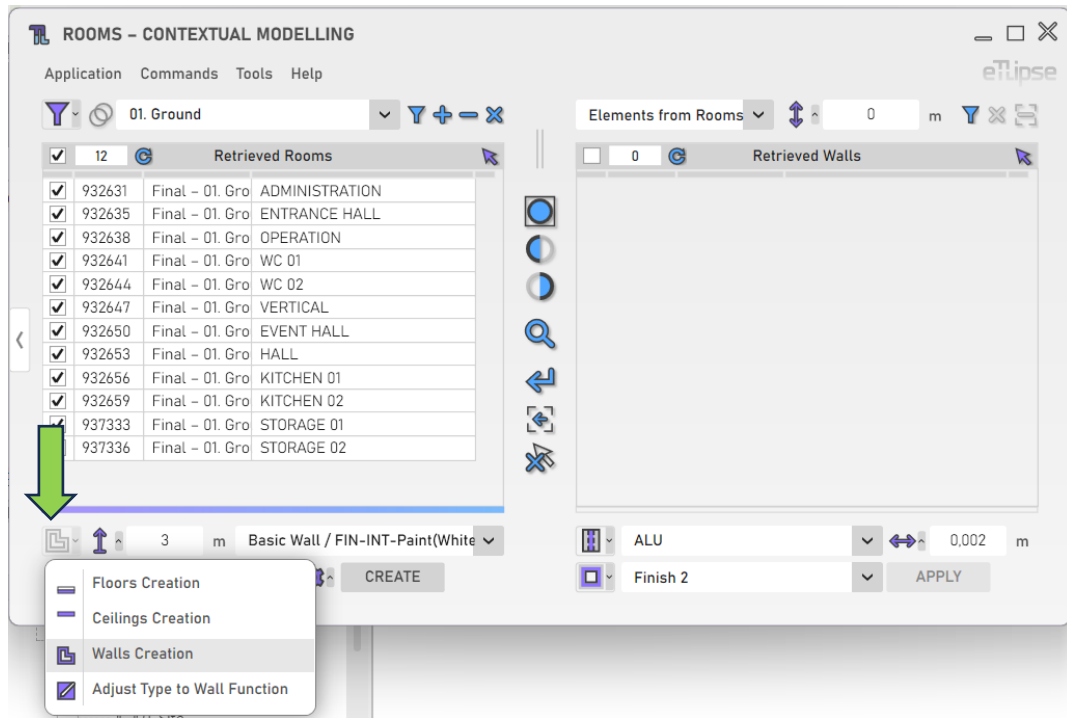 ROOMS – CONTEXTUAL MODELLING
Application Commands Tools Help
eTLipse
01. Ground
Elements from Rooms 0 m
12 Retrieved Rooms
0 Retrieved Walls
932631 Final – 01. Gro ADMINISTRATION
932635 Final – 01. Gro ENTRANCE HALL
932638 Final – 01. Gro OPERATION
932641 Final – 01. Gro WC 01
932644 Final – 01. Gro WC 02
932647 Final – 01. Gro VERTICAL
932650 Final – 01. Gro EVENT HALL
932653 Final – 01. Gro HALL
932656 Final – 01. Gro KITCHEN 01
932659 Final – 01. Gro KITCHEN 02
937333 Final – 01. Gro STORAGE 01
937336 Final – 01. Gro STORAGE 02
3 m Basic Wall / FIN-INT-Paint(White
ALU 0,002 m
CREATE
Finish 2 APPLY
Floors Creation
Ceilings Creation
Walls Creation
Adjust Type to Wall Function